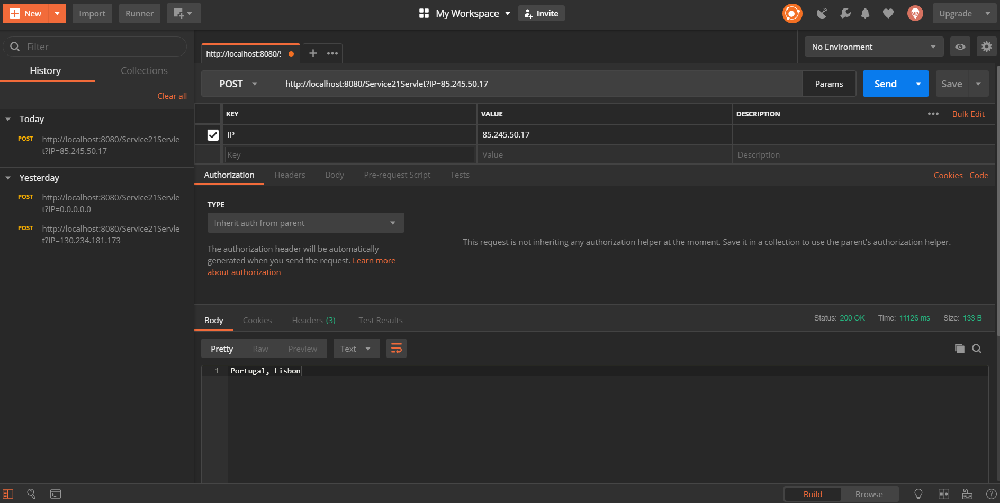 New
Import
Runner
My Workspace
Invite
Upgrade
Filter
History
Collections
Clear all
Today
POST
http://localhost:8080/Service21Servle
t?IP=85.245.50.17
Yesterday
POST
http://localhost:8080/Service21Servle
t?IP=0.0.0.0.0
POST
http://localhost:8080/Service21Servle
t?IP=130.234.181.173
http://localhost:8080/S
No Environment
POST
http://localhost:8080/Service21Servlet?IP=85.245.50.17
Params
Send
Save
KEY
VALUE
DESCRIPTION
Bulk Edit
IP
85.245.50.17
Key
Value
Description
Authorization
Headers
Body
Pre-request Script
Tests
Cookies
Code
TYPE
Inherit auth from parent
The authorization header will be automatically
generated when you send the request. Learn more
about authorization
This request is not inheriting any authorization helper at the moment. Save it in a collection to use the parent's authorization helper.
Body
Cookies
Headers (3)
Test Results
Status: 200 OK
Time: 11126 ms
Size: 133 B
Pretty
Raw
Preview
Text
1
Portugal, Lisbon
Build
Browse